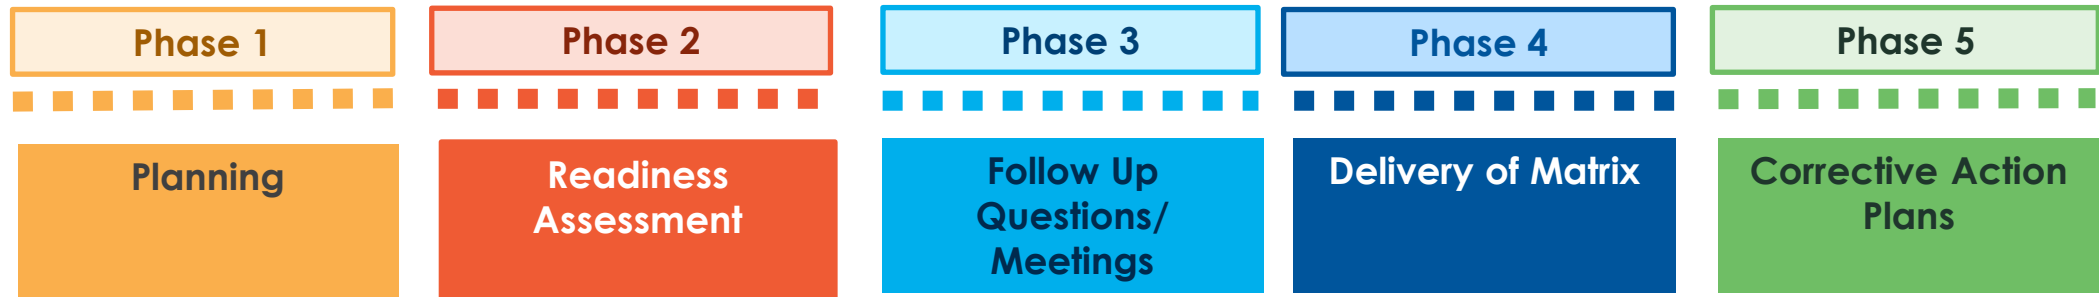 Phase 1
Phase 2
Phase 3
Phase 4
Phase 5
Planning
Readiness
Assessment
Follow Up
Questions/
Meetings
Delivery of Matrix
Corrective Action
Plans